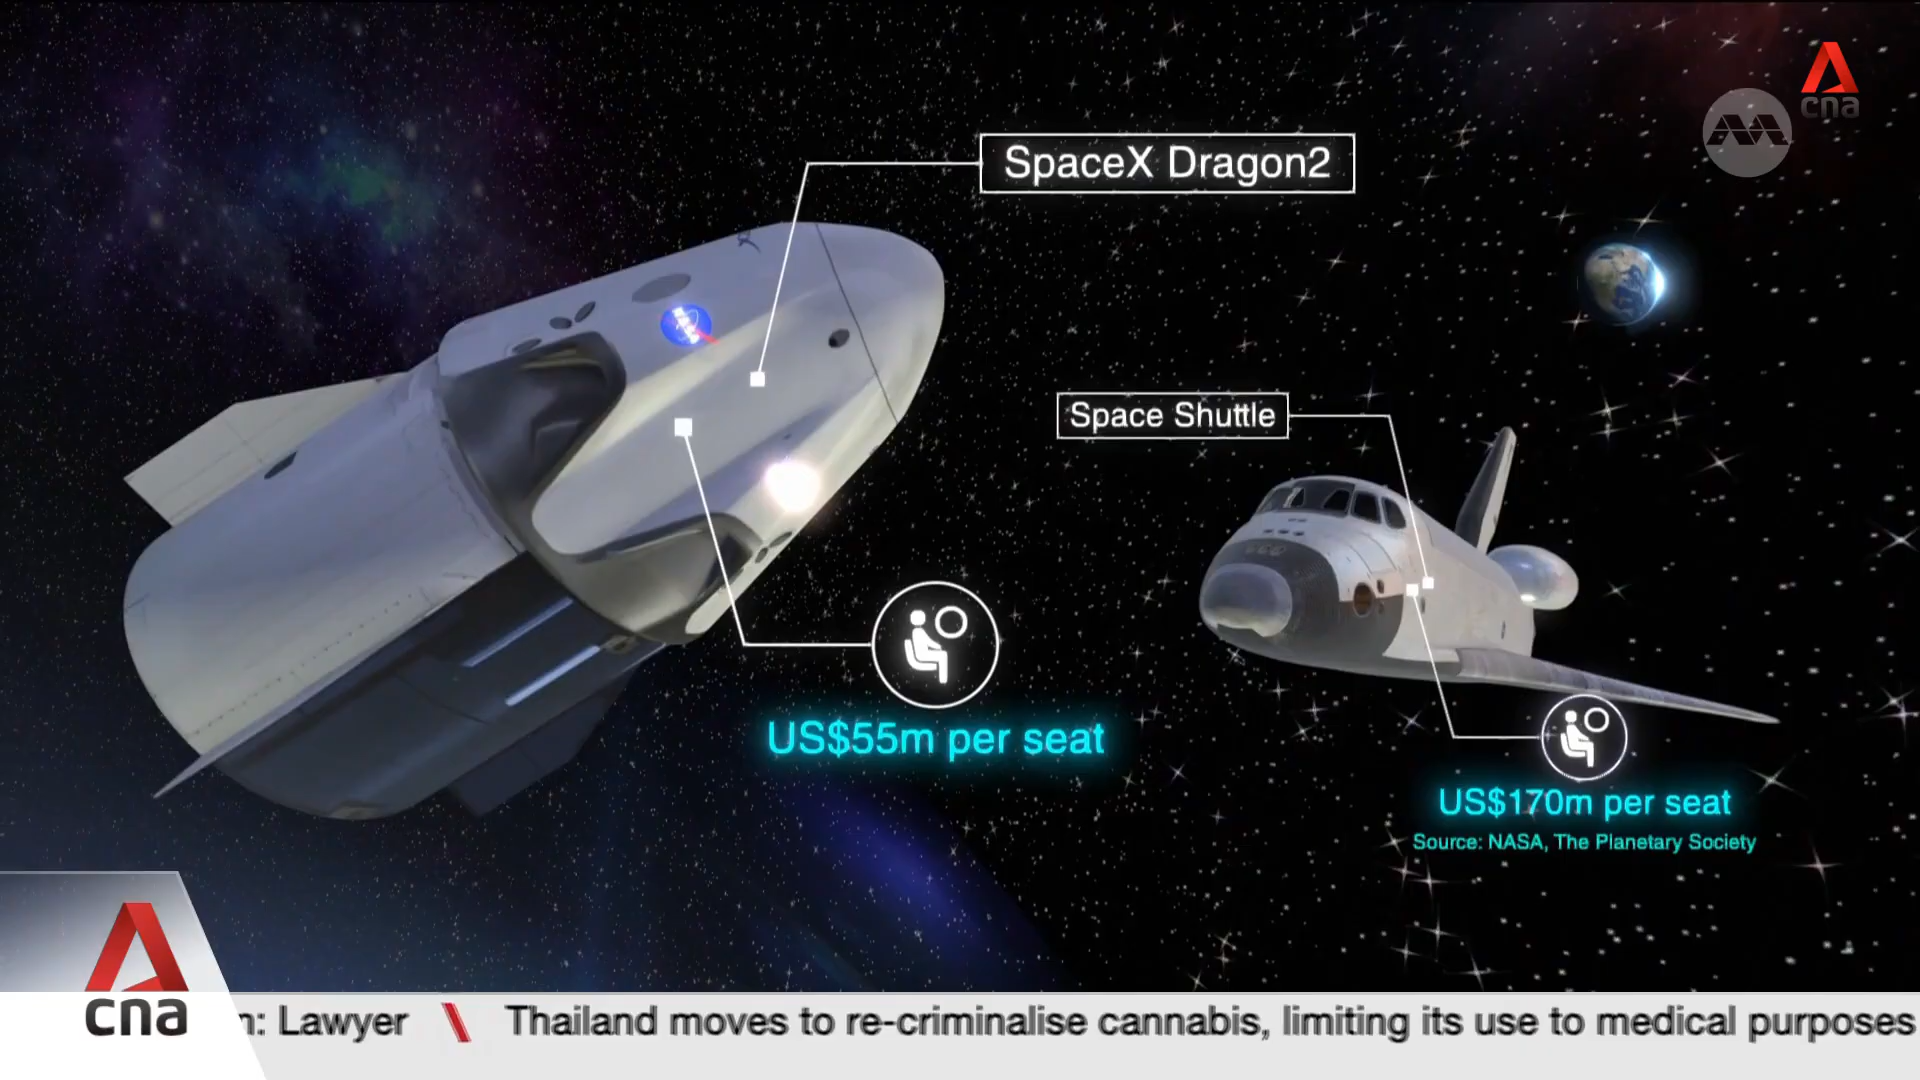 cna
SpaceX Dragon2
Space Shuttle
US$55m per seat
US$170m per seat
Source: NASA, The Planetary Society
cna
n: Lawyer \ Thailand moves to re-criminalise cannabis, limiting its use to medical purposes